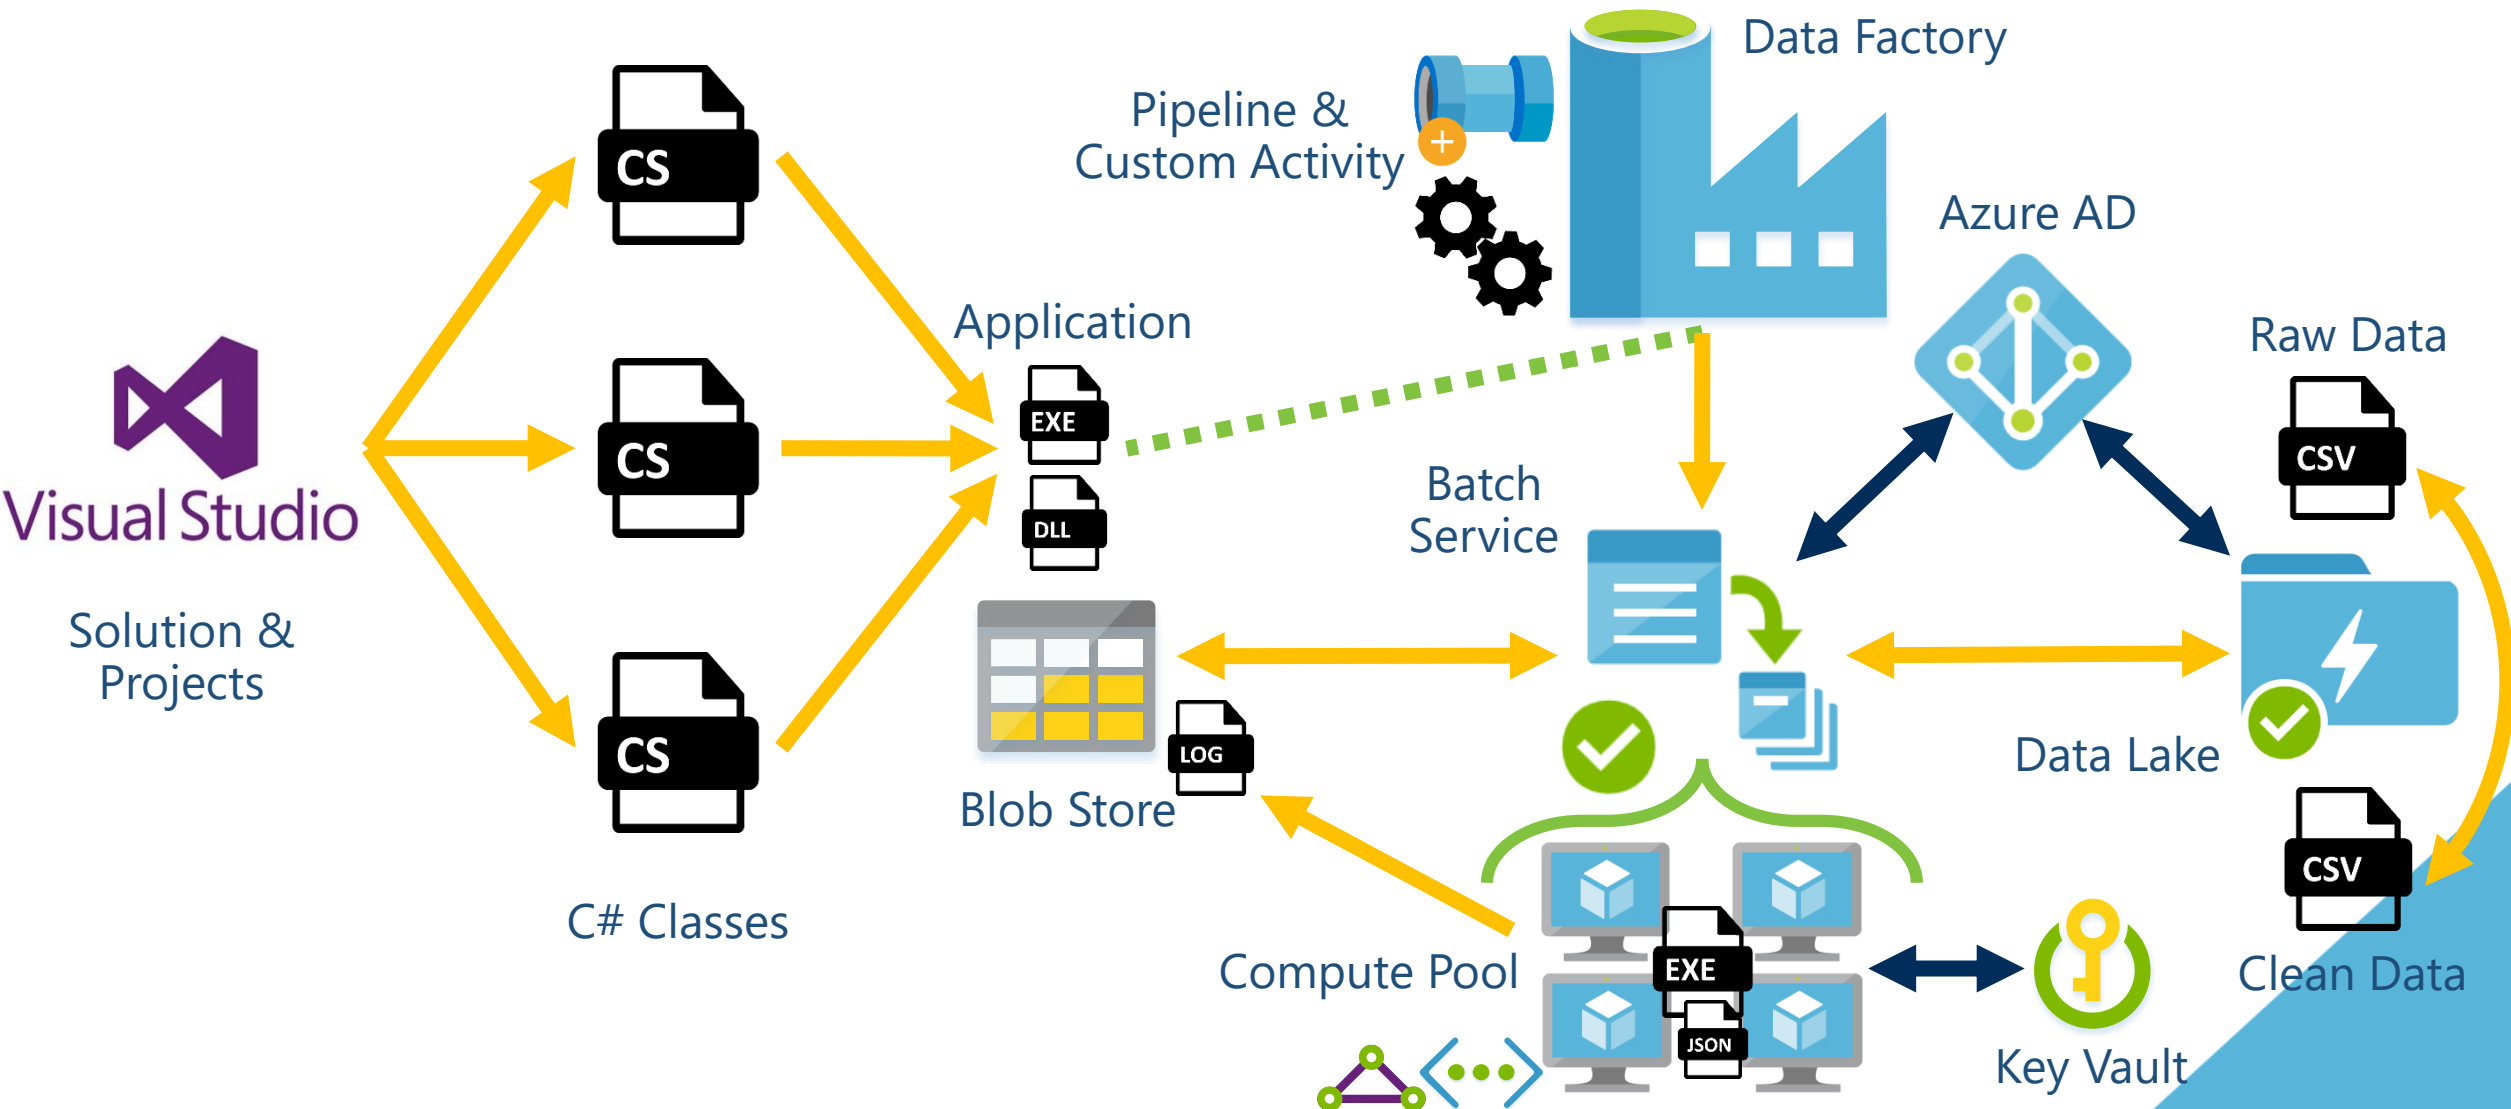 Data Factory
Pipeline &
Custom Activity
CS
Azure AD
Application
Raw Data
EXE
CS
CSV
Visual Studio
Batch
Service
DLL
Solution &
Projects
CS
LOG
Data Lake
Blob Store
CSV
C# Classes
Compute Pool
EXE
Clean Data
JSON
Key Vault